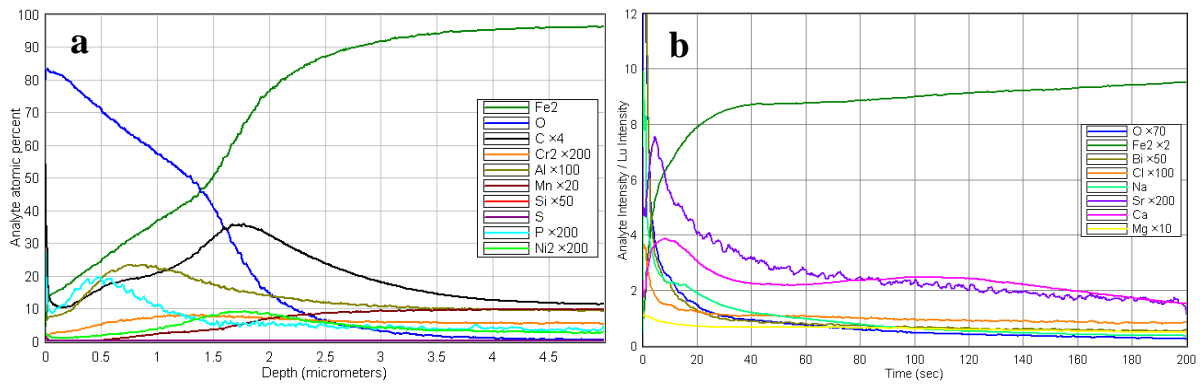 a
100
90
80
70
60
50
40
30
20
10
0
Analyte atomic percent
0
0.5
1
1.5
2
2.5
3
3.5
4
4.5
Depth (micrometers)
Fe2
O
C ×4
Cr2 ×200
Al ×100
Mn ×20
Si ×50
S
P ×200
Ni2 ×200
b
12
10
8
6
4
2
0
Analyte Intensity / Lu Intensity
0
20
40
60
80
100
120
140
160
180
200
Time (sec)
O ×70
Fe2 ×2
Bi ×50
Cl ×100
Na
Sr ×200
Ca
Mg ×10